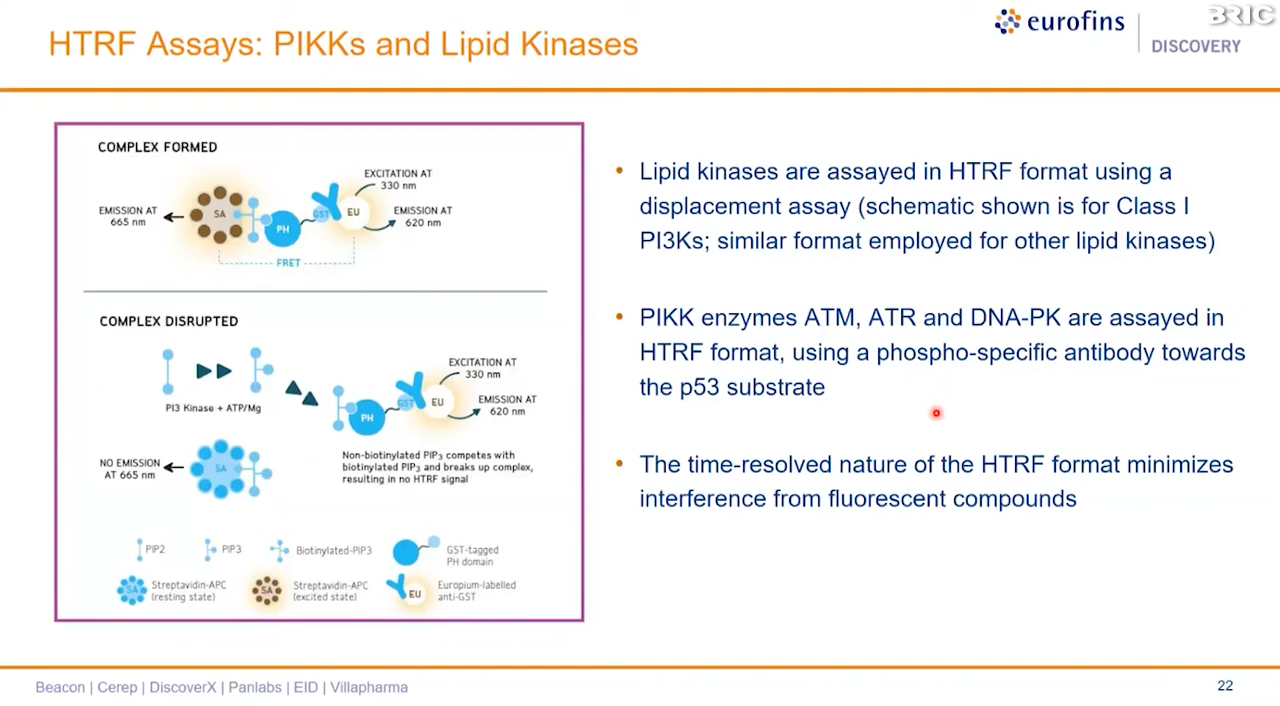 BRIC
HTRF Assays: PIKKs and Lipid Kinases
eurofins
DISCOVERY
COMPLEX FORMED
EXCITATION AT
330 nm
EMISSION AT
665 nm
SA
PH
GST
EU
EMISSION AT
620 nm
FRET
COMPLEX DISRUPTED
PI3 Kinase + ATP/Mg
EXCITATION AT
330 nm
PH
GST
EU
EMISSION AT
620 nm
NO EMISSION
AT 665 nm
SA
Non-biotinylated PIP₃ competes with
biotinylated PIP₃ and breaks up complex,
resulting in no HTRF signal
PIP2
PIP3
Biotinylated-PIP3
GST-tagged
PH domain
SA
Streptavidin-APC
(resting state)
SA
Streptavidin-APC
(excited state)
EU
Europium-labelled
anti-GST
• Lipid kinases are assayed in HTRF format using a
displacement assay (schematic shown is for Class I
PI3Ks; similar format employed for other lipid kinases)
• PIKK enzymes ATM, ATR and DNA-PK are assayed in
HTRF format, using a phospho-specific antibody towards
the p53 substrate
• The time-resolved nature of the HTRF format minimizes
interference from fluorescent compounds
Beacon | Cerep | DiscoverX | Panlabs | EID | Villapharma
22